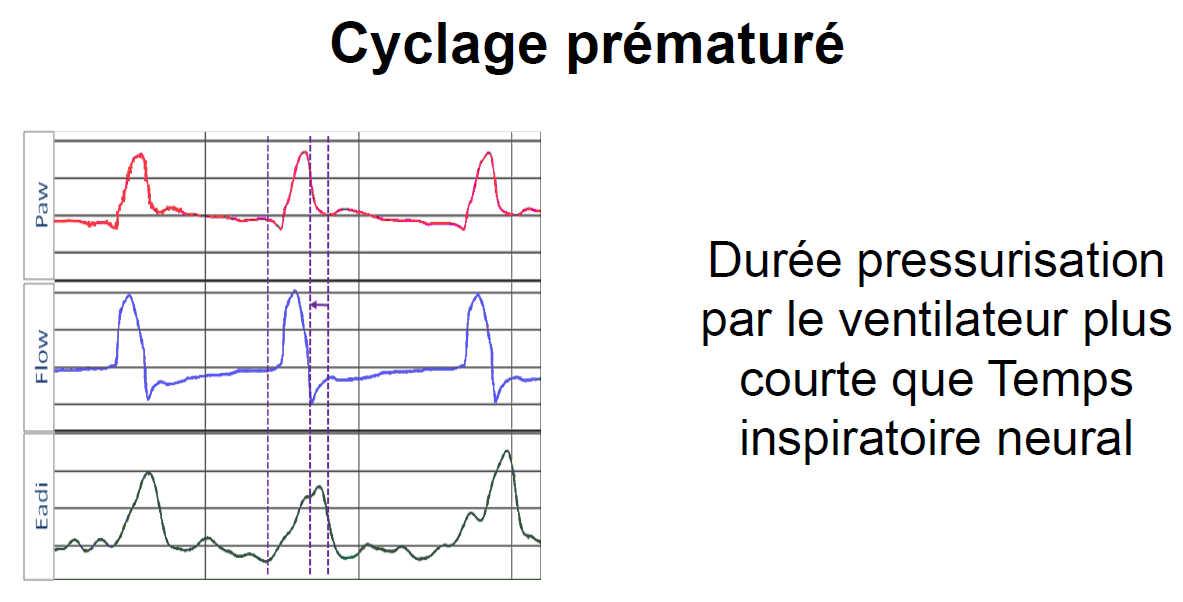 Cyclage prématuré
Paw
Flow
Eadi
Durée pressurisation
par le ventilateur plus
courte que Temps
inspiratoire neural